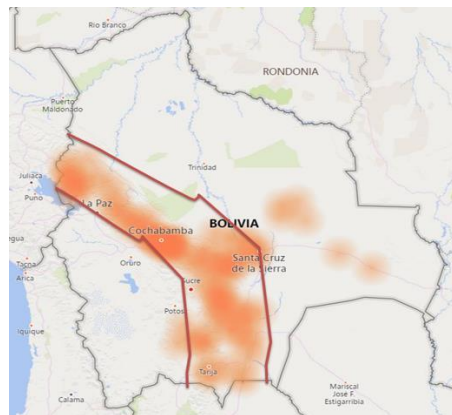 Rio Branco
RONDONIA
Puerto
Maldonado
Trinidad
Juliaca
Puno
La Paz
BOLIVIA
Cochabamba
egua
Oruro
Santa Cruz
de la Sierra
Tacna
Arica
Sucre
Potosí
Iquique
Tarija
Calama
Mariscal
José F.
Estigarribia